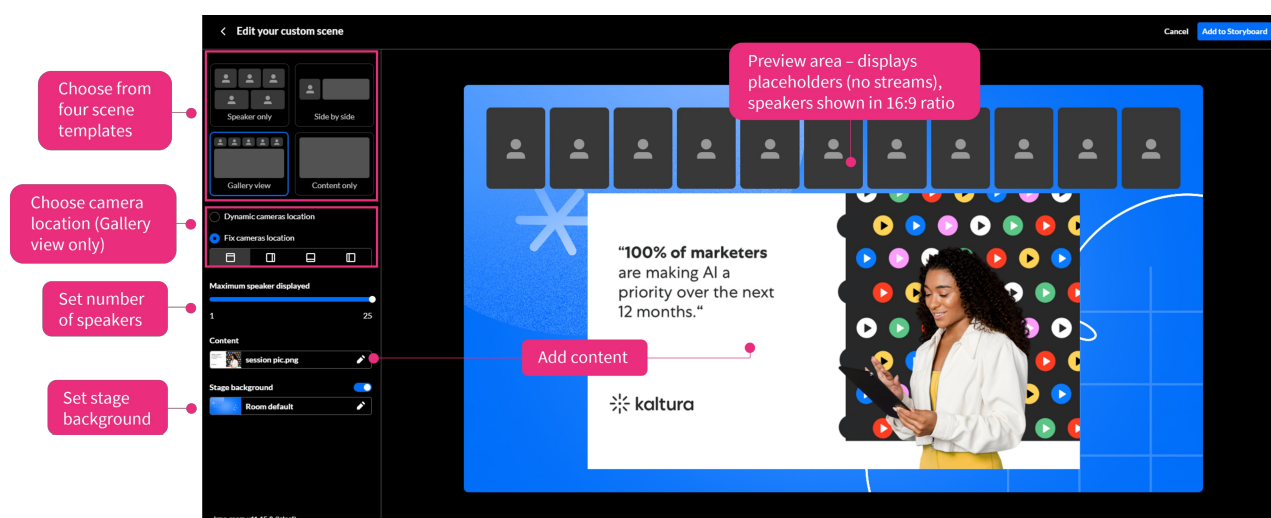 Edit your custom scene
Cancel
Add to Storyboard
Choose from
four scene
templates
Speaker only
Side by side
Gallery view
Content only
Preview area – displays
placeholders (no streams),
speakers shown in 16:9 ratio
Choose camera
location (Gallery
view only)
Dynamic cameras location
Fix cameras location
Set number
of speakers
Maximum speaker displayed
1
25
Content
session pic.png
Add content
Set stage
background
Stage background
Room default
“100% of marketers
are making AI a
priority over the next
12 months.“
kaltura